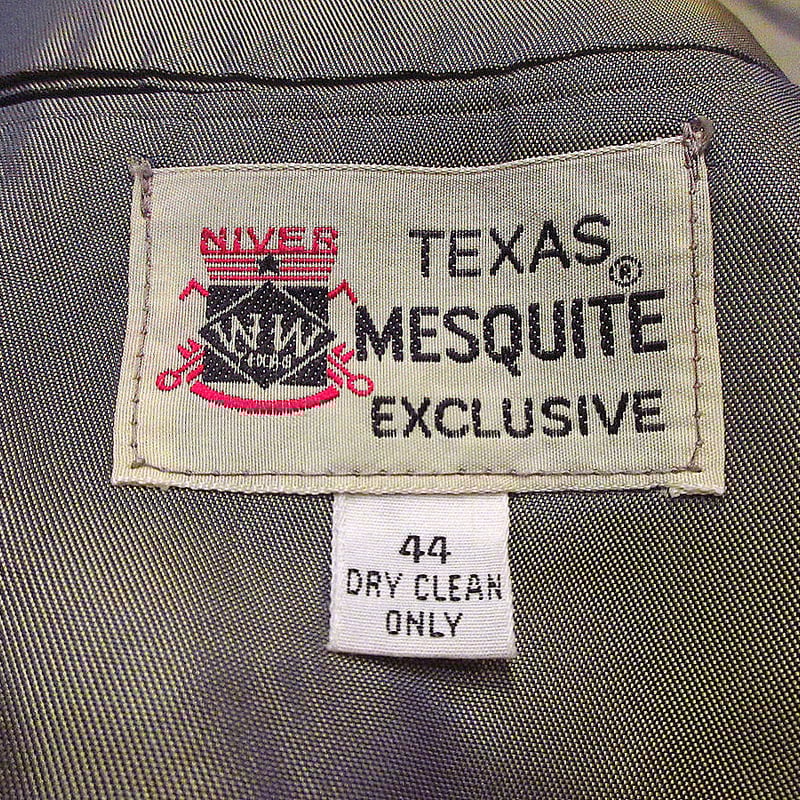 NIVER
TEXAS®
MESQUITE
EXCLUSIVE
44
DRY CLEAN
ONLY